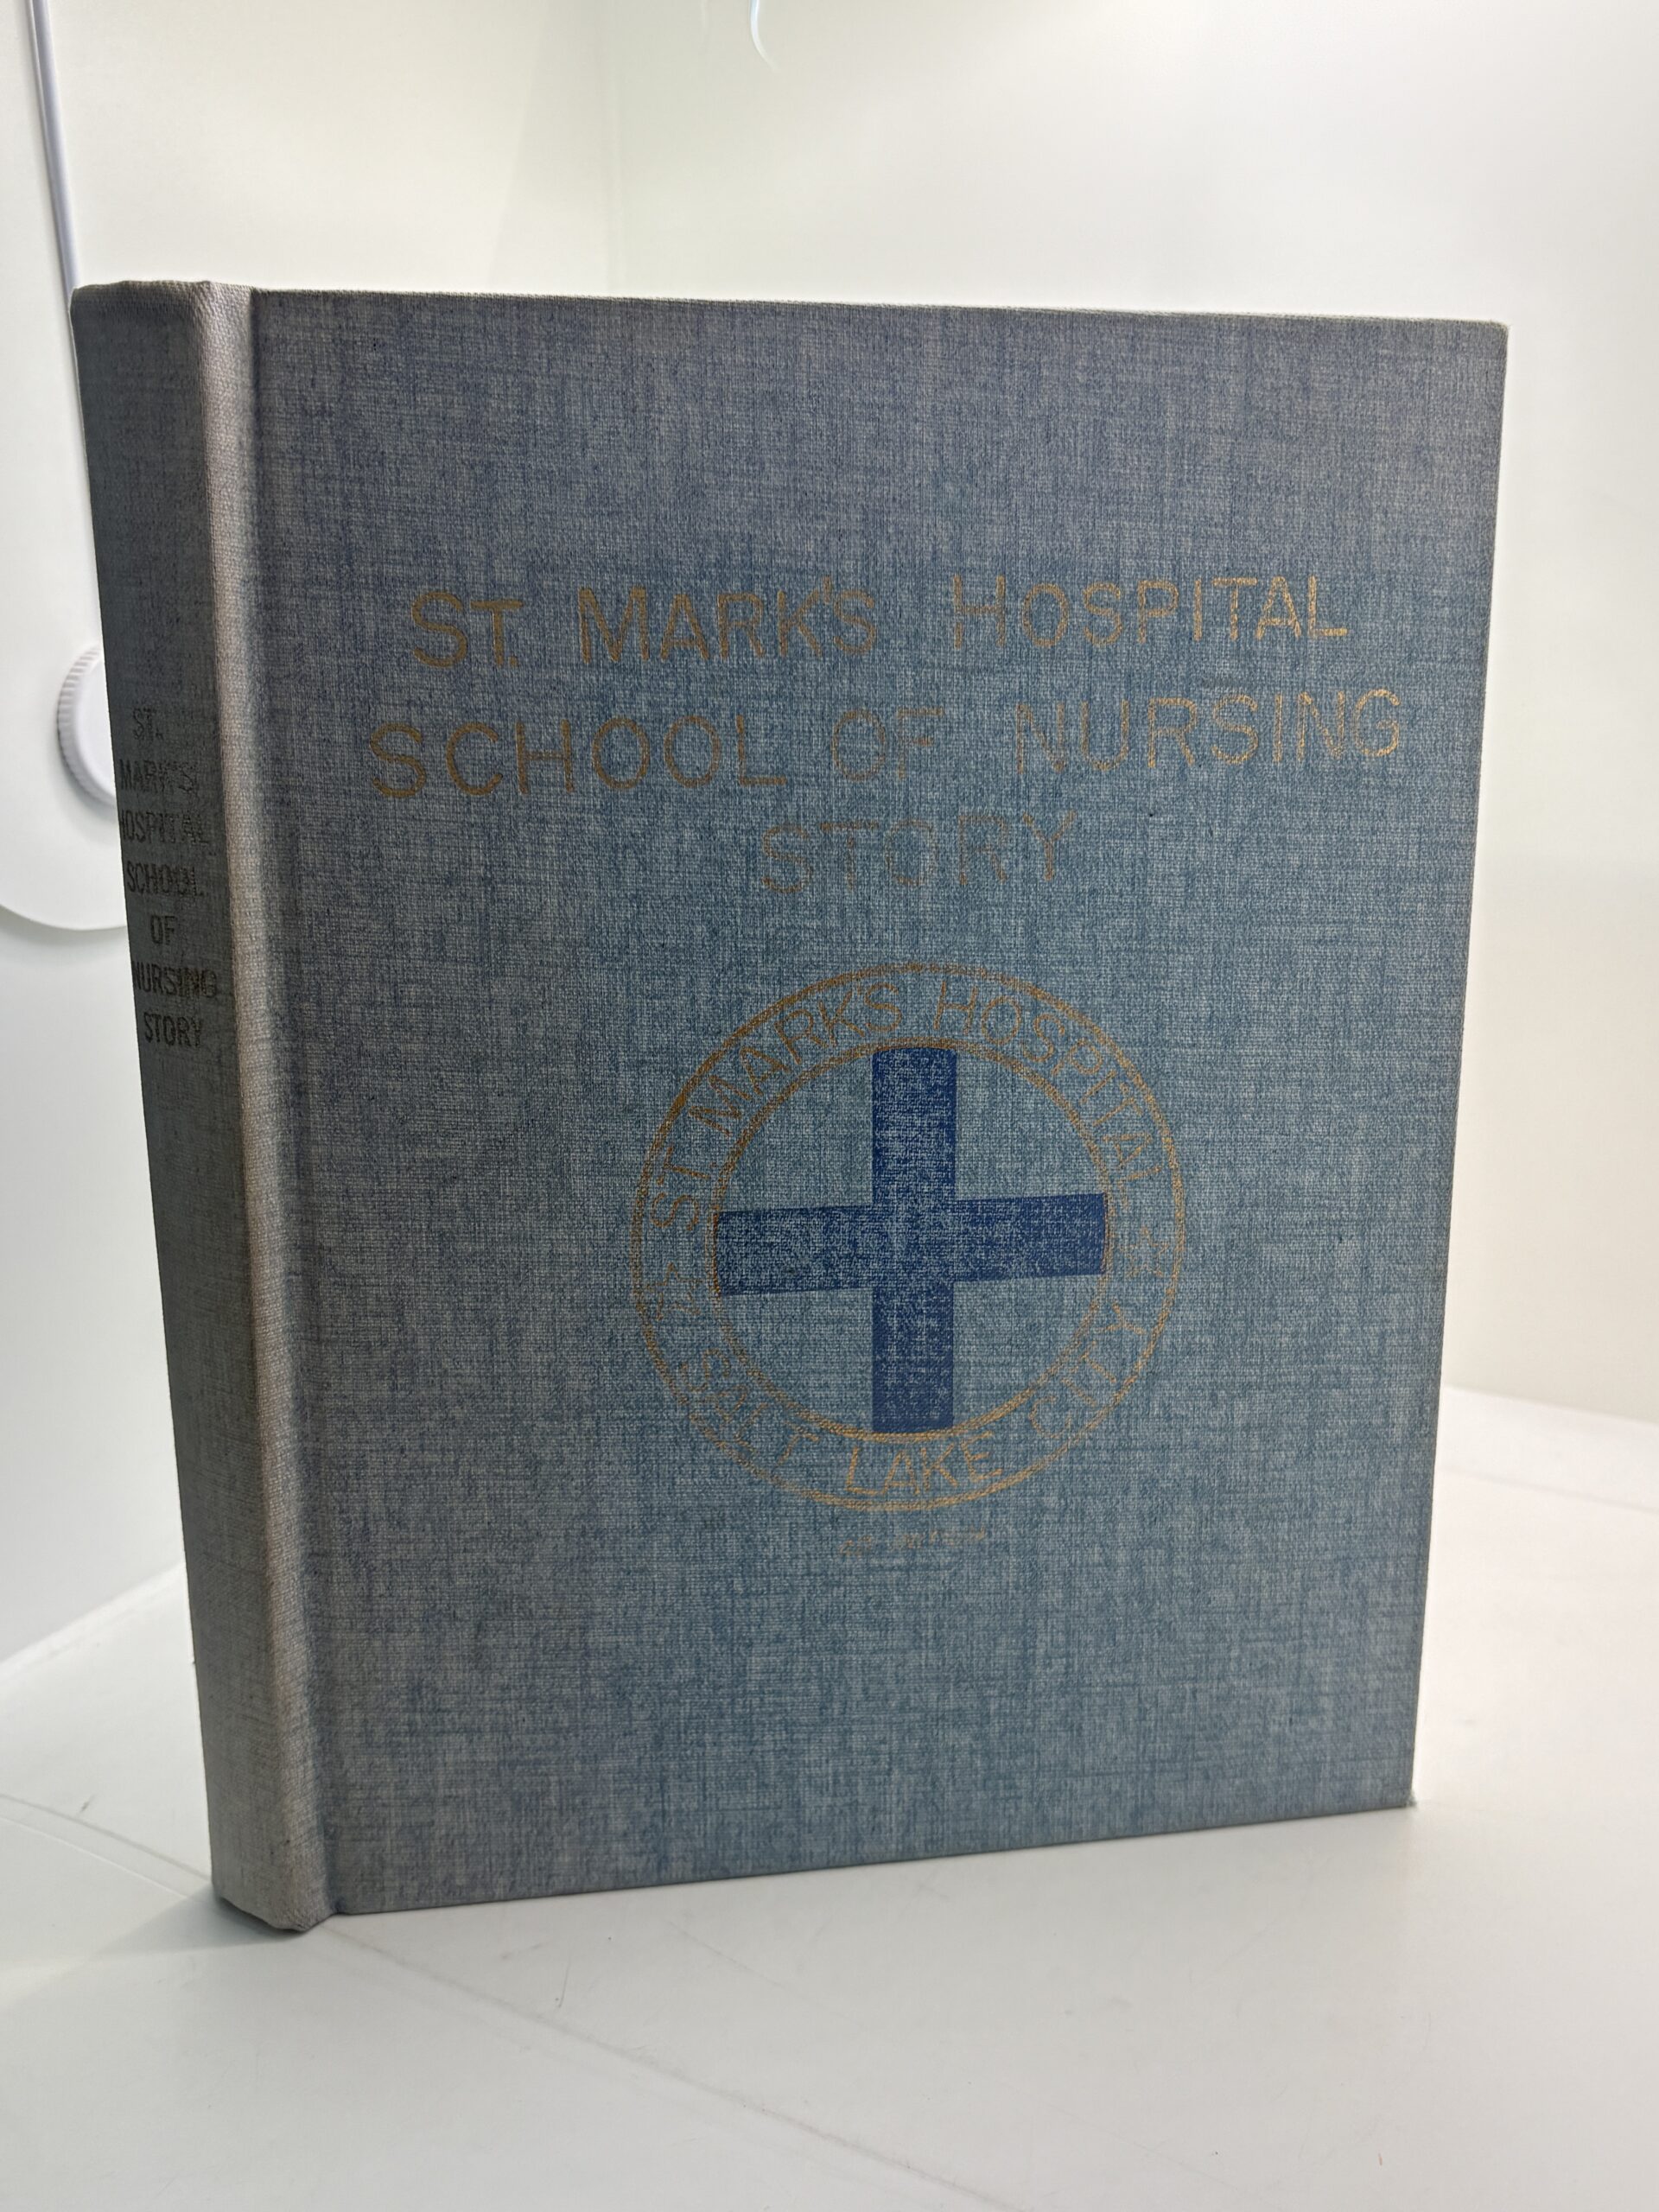 ST. MARK'S HOSPITAL
SCHOOL OF NURSING
STORY
ST. MARKS HOSPITAL
SALT LAKE CITY
ST.
MARK'S
HOSPITAL
SCHOOL
OF
NURSING
STORY